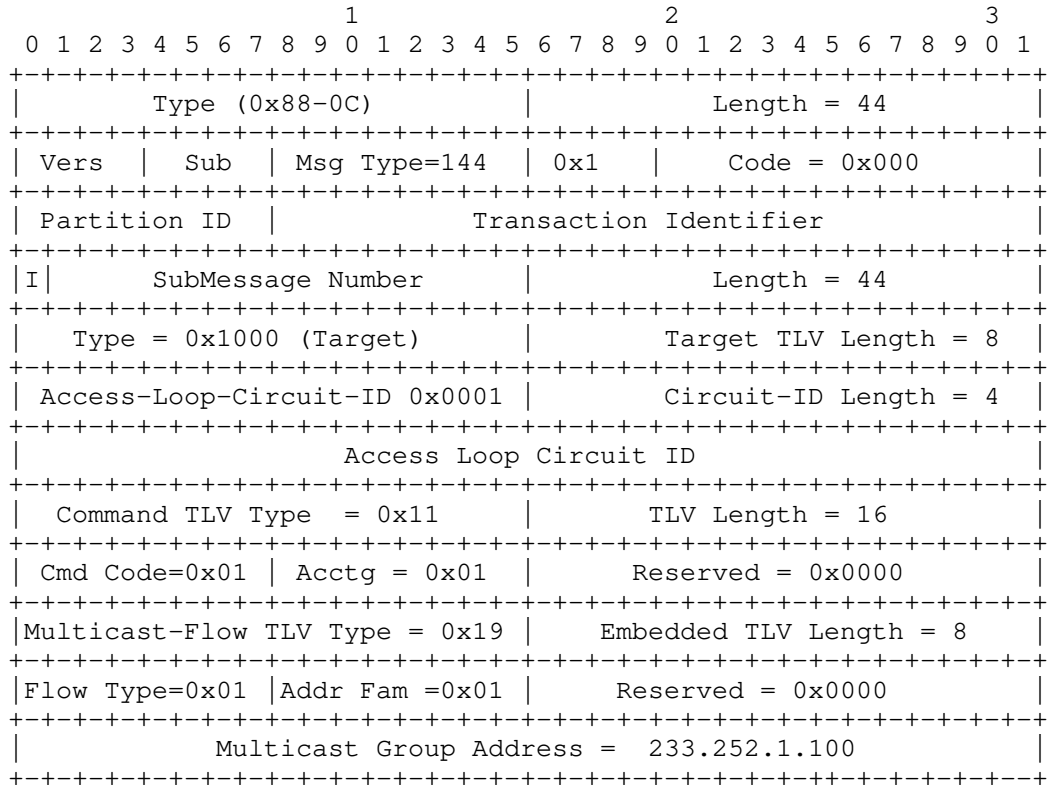 1                   2                   3
 0 1 2 3 4 5 6 7 8 9 0 1 2 3 4 5 6 7 8 9 0 1 2 3 4 5 6 7 8 9 0 1
+-+-+-+-+-+-+-+-+-+-+-+-+-+-+-+-+-+-+-+-+-+-+-+-+-+-+-+-+-+-+-+-+
|        Type (0x88-0C)         |           Length = 44         |
+-+-+-+-+-+-+-+-+-+-+-+-+-+-+-+-+-+-+-+-+-+-+-+-+-+-+-+-+-+-+-+-+
| Vers  |  Sub  | Msg Type=144  | 0x1   |    Code = 0x000       |
+-+-+-+-+-+-+-+-+-+-+-+-+-+-+-+-+-+-+-+-+-+-+-+-+-+-+-+-+-+-+-+-+
| Partition ID  |            Transaction Identifier             |
+-+-+-+-+-+-+-+-+-+-+-+-+-+-+-+-+-+-+-+-+-+-+-+-+-+-+-+-+-+-+-+-+
|I|      SubMessage Number      |           Length = 44         |
+-+-+-+-+-+-+-+-+-+-+-+-+-+-+-+-+-+-+-+-+-+-+-+-+-+-+-+-+-+-+-+-+
|   Type = 0x1000 (Target)      |        Target TLV Length = 8  |
+-+-+-+-+-+-+-+-+-+-+-+-+-+-+-+-+-+-+-+-+-+-+-+-+-+-+-+-+-+-+-+-+
| Access-Loop-Circuit-ID 0x0001 |        Circuit-ID Length = 4  |
+-+-+-+-+-+-+-+-+-+-+-+-+-+-+-+-+-+-+-+-+-+-+-+-+-+-+-+-+-+-+-+-+
|                    Access Loop Circuit ID                     |
+-+-+-+-+-+-+-+-+-+-+-+-+-+-+-+-+-+-+-+-+-+-+-+-+-+-+-+-+-+-+-+-+
|  Command TLV Type  = 0x11     |       TLV Length = 16         |
+-+-+-+-+-+-+-+-+-+-+-+-+-+-+-+-+-+-+-+-+-+-+-+-+-+-+-+-+-+-+-+-+
| Cmd Code=0x01 | Acctg = 0x01  |      Reserved = 0x0000        |
+-+-+-+-+-+-+-+-+-+-+-+-+-+-+-+-+-+-+-+-+-+-+-+-+-+-+-+-+-+-+-+-+
|Multicast-Flow TLV Type = 0x19 |    Embedded TLV Length = 8    |
+-+-+-+-+-+-+-+-+-+-+-+-+-+-+-+-+-+-+-+-+-+-+-+-+-+-+-+-+-+-+-+-+
|Flow Type=0x01 |Addr Fam =0x01 |     Reserved = 0x0000         |
+-+-+-+-+-+-+-+-+-+-+-+-+-+-+-+-+-+-+-+-+-+-+-+-+-+-+-+-+-+-+-+-+
|            Multicast Group Address =  233.252.1.100           |
+-+-+-+-+-+-+-+-+-+-+-+-+-+-+-+-+-+-+-+-+-+-+-+-+-++-+-+-+-+-+--+